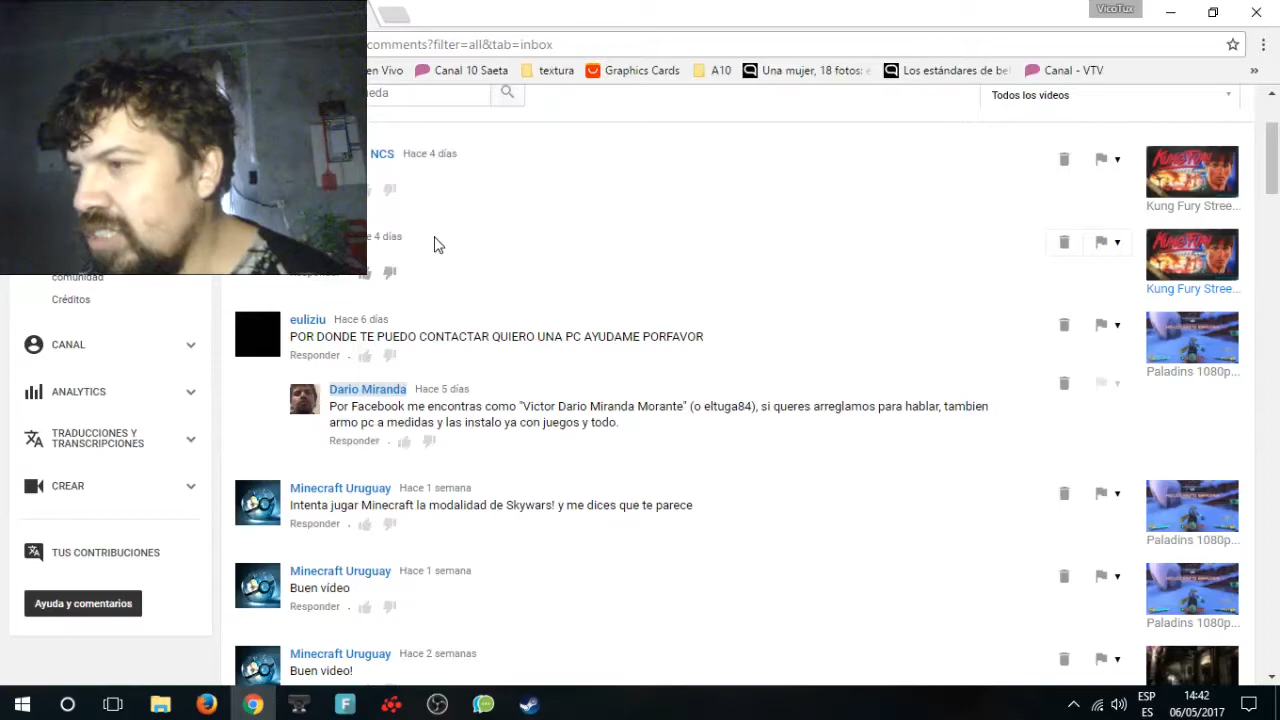 VicoTux
comments?filter=all&tab=inbox
en Vivo
Canal 10 Saeta
textura
Graphics Cards
A10
Una mujer, 18 fotos: e
Los estándares de bel
Canal - VTV
»
eda
Todos los videos
NCS Hace 4 días
KUNG FURY
Kung Fury Stree...
e 4 días
Responder
KUNG FURY
Kung Fury Stree...
comunidad
Créditos
CANAL
ANALYTICS
TRADUCCIONES Y
TRANSCRIPCIONES
CREAR
TUS CONTRIBUCIONES
Ayuda y comentarios
euliziu Hace 6 días
POR DONDE TE PUEDO CONTACTAR QUIERO UNA PC AYUDAME PORFAVOR
Responder .
Paladins 1080p...
Dario Miranda Hace 5 días
Por Facebook me encontras como "Victor Dario Miranda Morante" (o eltuga84), si queres arreglamos para hablar, tambien
armo pc a medidas y las instalo ya con juegos y todo.
Responder .
Minecraft Uruguay Hace 1 semana
Intenta jugar Minecraft la modalidad de Skywars! y me dices que te parece
Responder .
Paladins 1080p...
Minecraft Uruguay Hace 1 semana
Buen vídeo
Responder .
Paladins 1080p...
Minecraft Uruguay Hace 2 semanas
Buen video!
ESP
ES
14:42
06/05/2017